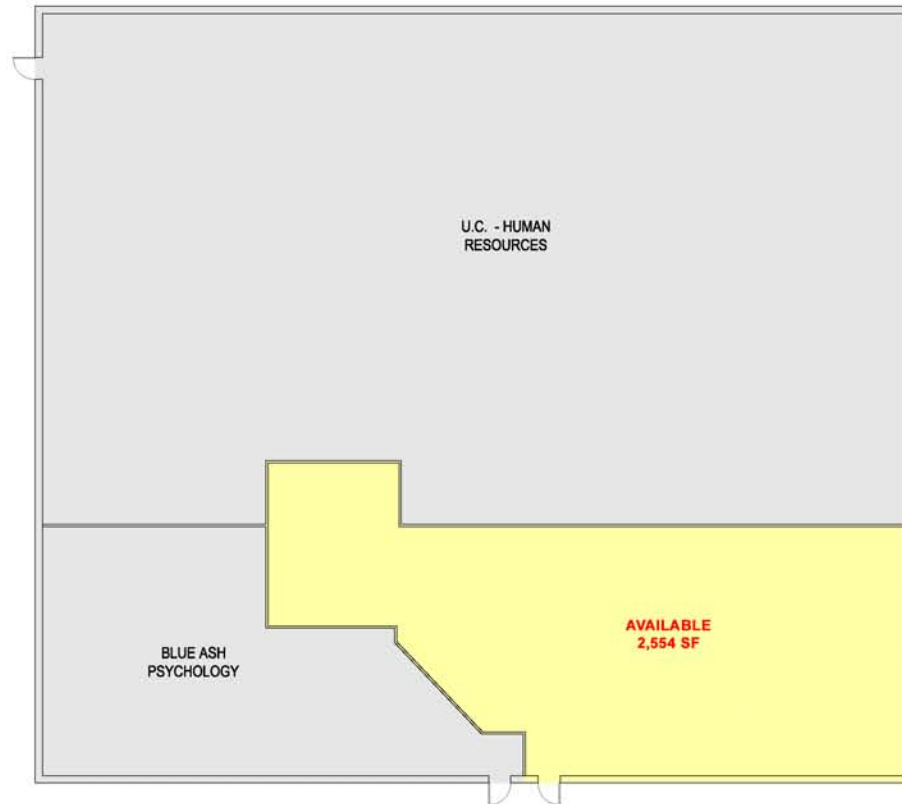 U.C. - HUMAN
RESOURCES
AVAILABLE
2,554 SF
BLUE ASH
PSYCHOLOGY